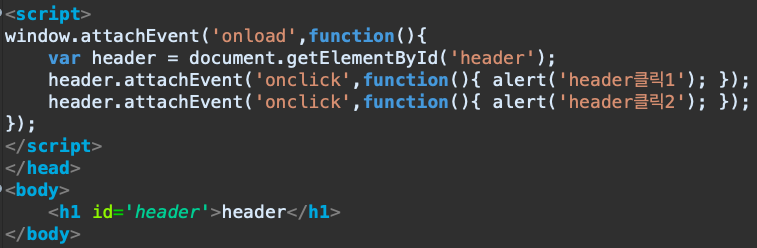 <script>
window.attachEvent('onload',function(){
    var header = document.getElementById('header');
    header.attachEvent('onclick',function(){ alert('header클릭1'); });
    header.attachEvent('onclick',function(){ alert('header클릭2'); });
});
</script>
</head>
<body>
    <h1 id='header'>header</h1>
</body>